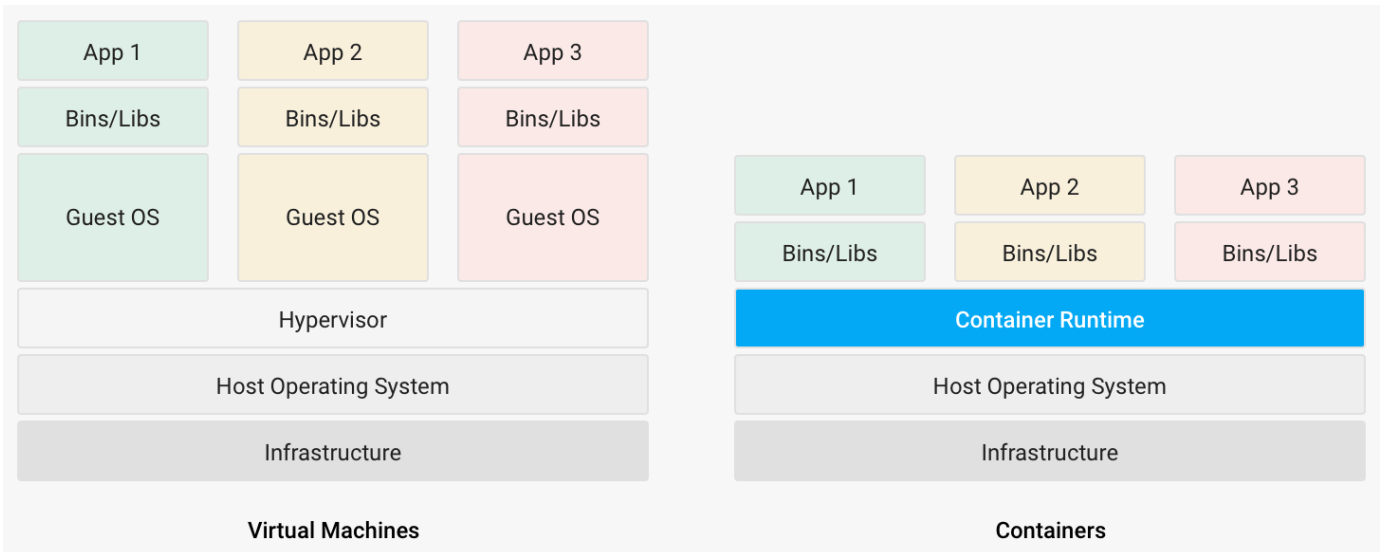 App 1
App 2
App 3
Bins/Libs
Bins/Libs
Bins/Libs
Guest OS
Guest OS
Guest OS
Hypervisor
Host Operating System
Infrastructure
Virtual Machines
App 1
App 2
App 3
Bins/Libs
Bins/Libs
Bins/Libs
Container Runtime
Host Operating System
Infrastructure
Containers